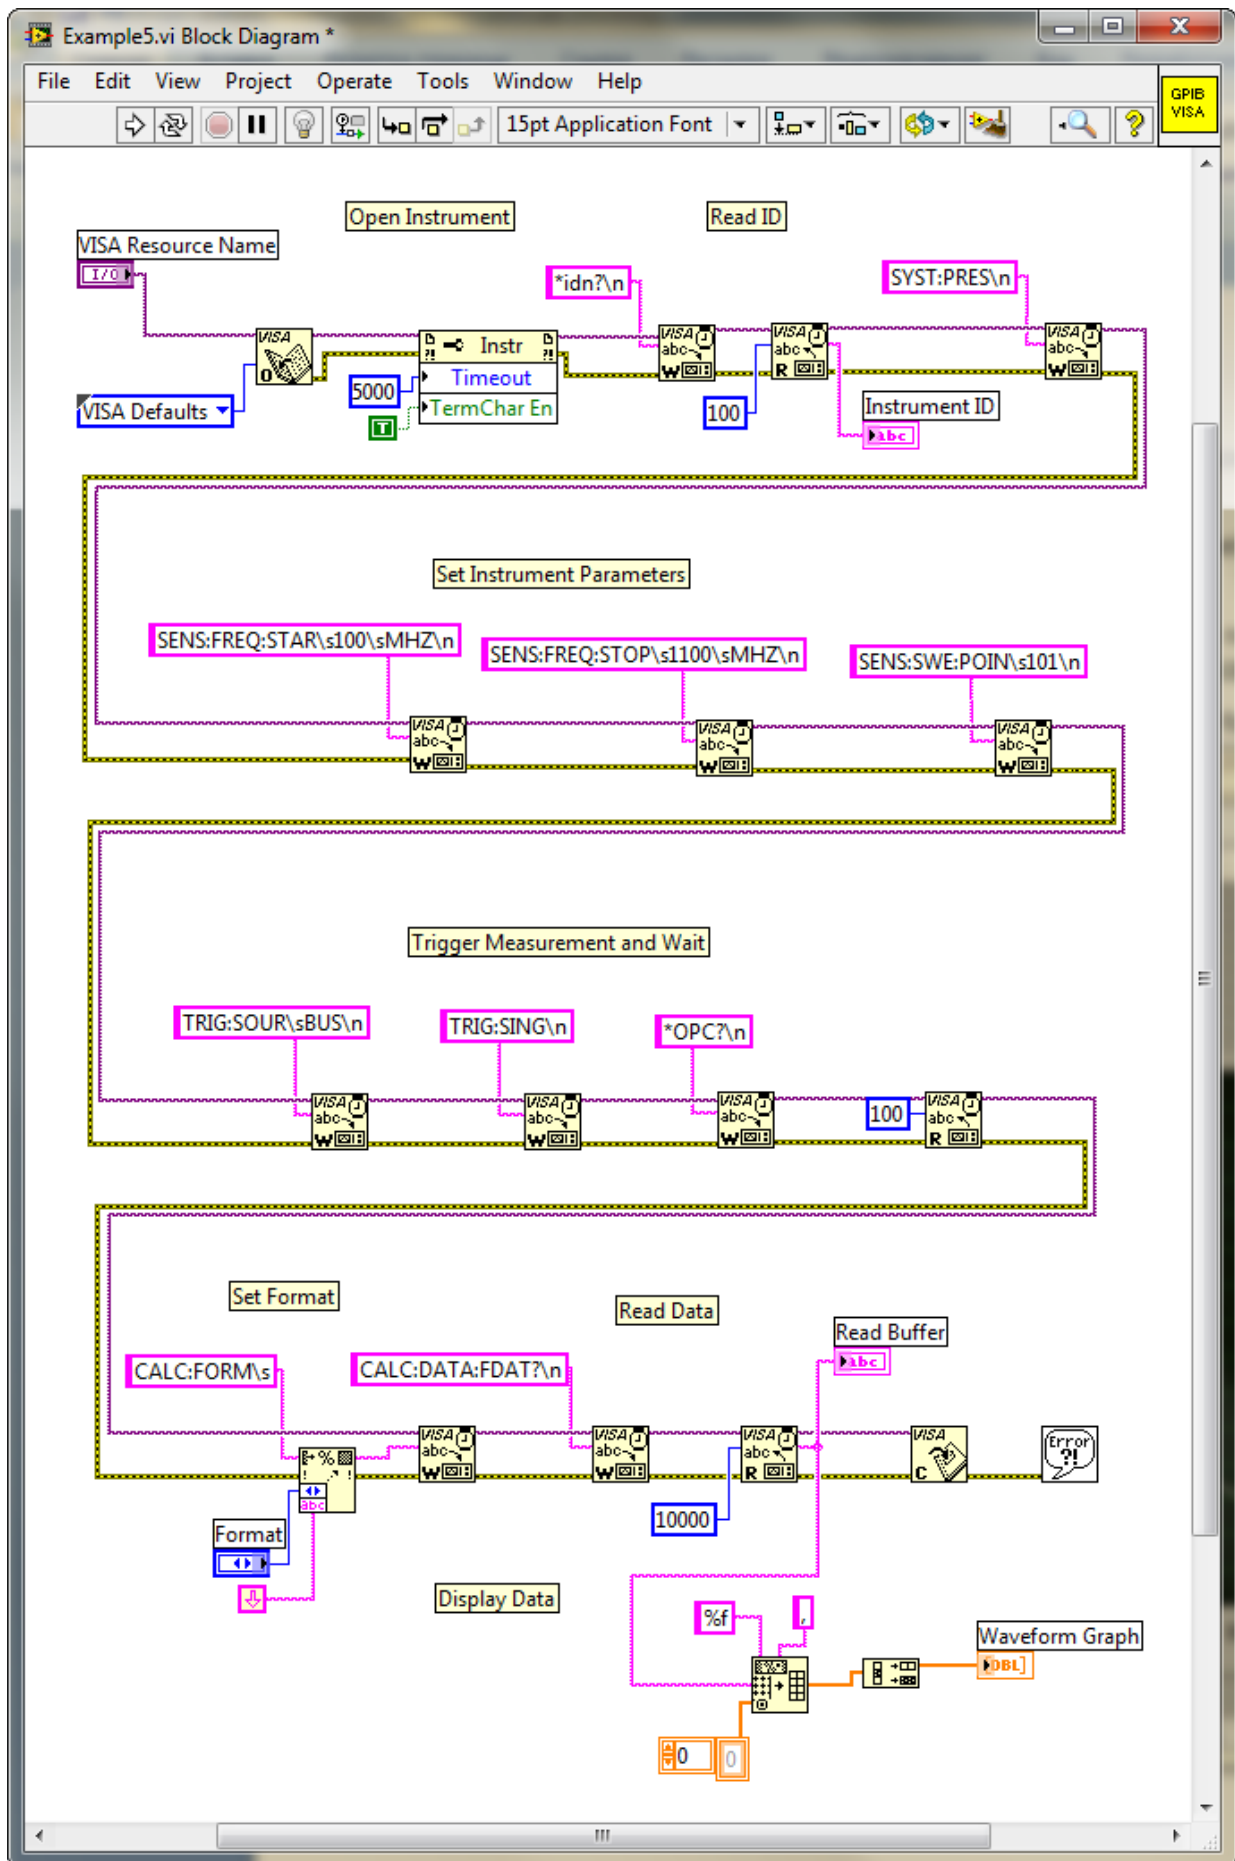 Example5.vi Block Diagram *
File Edit View Project Operate Tools Window Help
GPIB
VISA
15pt Application Font
Open Instrument
Read ID
VISA Resource Name
I/O
*idn?\n
SYST:PRES\n
VISA
O
Instr
Timeout
TermChar En
5000
T
VISA Defaults
VISA
abc
W
VISA
abc
R
100
Instrument ID
abc
VISA
abc
W
Set Instrument Parameters
SENS:FREQ:STAR\s100\sMHZ\n
SENS:FREQ:STOP\s1100\sMHZ\n
SENS:SWE:POIN\s101\n
VISA
abc
W
VISA
abc
W
VISA
abc
W
Trigger Measurement and Wait
TRIG:SOUR\sBUS\n
TRIG:SING\n
*OPC?\n
VISA
abc
W
VISA
abc
W
VISA
abc
W
100
VISA
abc
R
Set Format
Read Data
Read Buffer
abc
CALC:FORM\s
CALC:DATA:FDAT?\n
%
abc
VISA
abc
W
VISA
abc
W
VISA
abc
R
VISA
C
Error
?!
10000
Format
Display Data
%f
,
Waveform Graph
DBL]
0
0